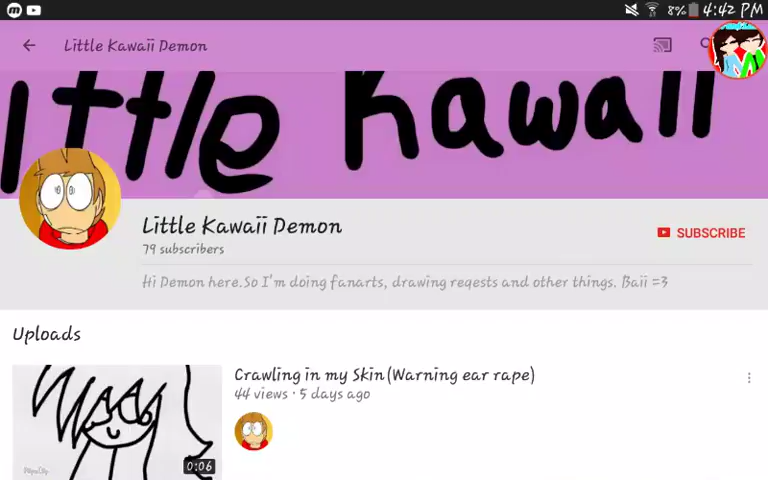 8% 4:42 PM
Little Kawaii Demon
Little Kawaii
Little Kawaii Demon
79 subscribers
SUBSCRIBE
Hi Demon here.So I'm doing fanarts, drawing reqests and other things. Baii =3
Uploads
Crawling in my Skin(Warning ear rape)
44 views · 5 days ago
0:06